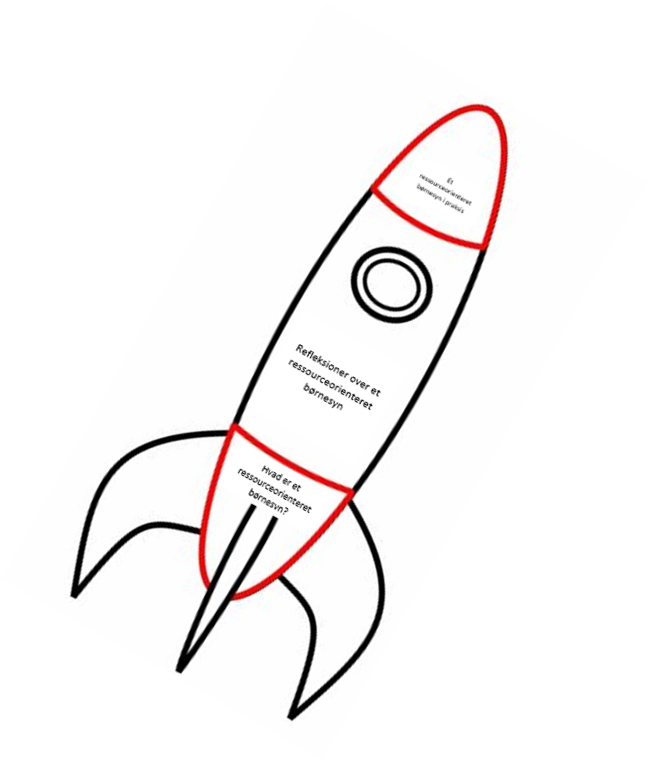 Et
ressourceorienteret
børnesyn i praksis
Refleksioner over et
ressourceorienteret
børnesyn
Hvad er et
ressourceorienteret
børnesyn?